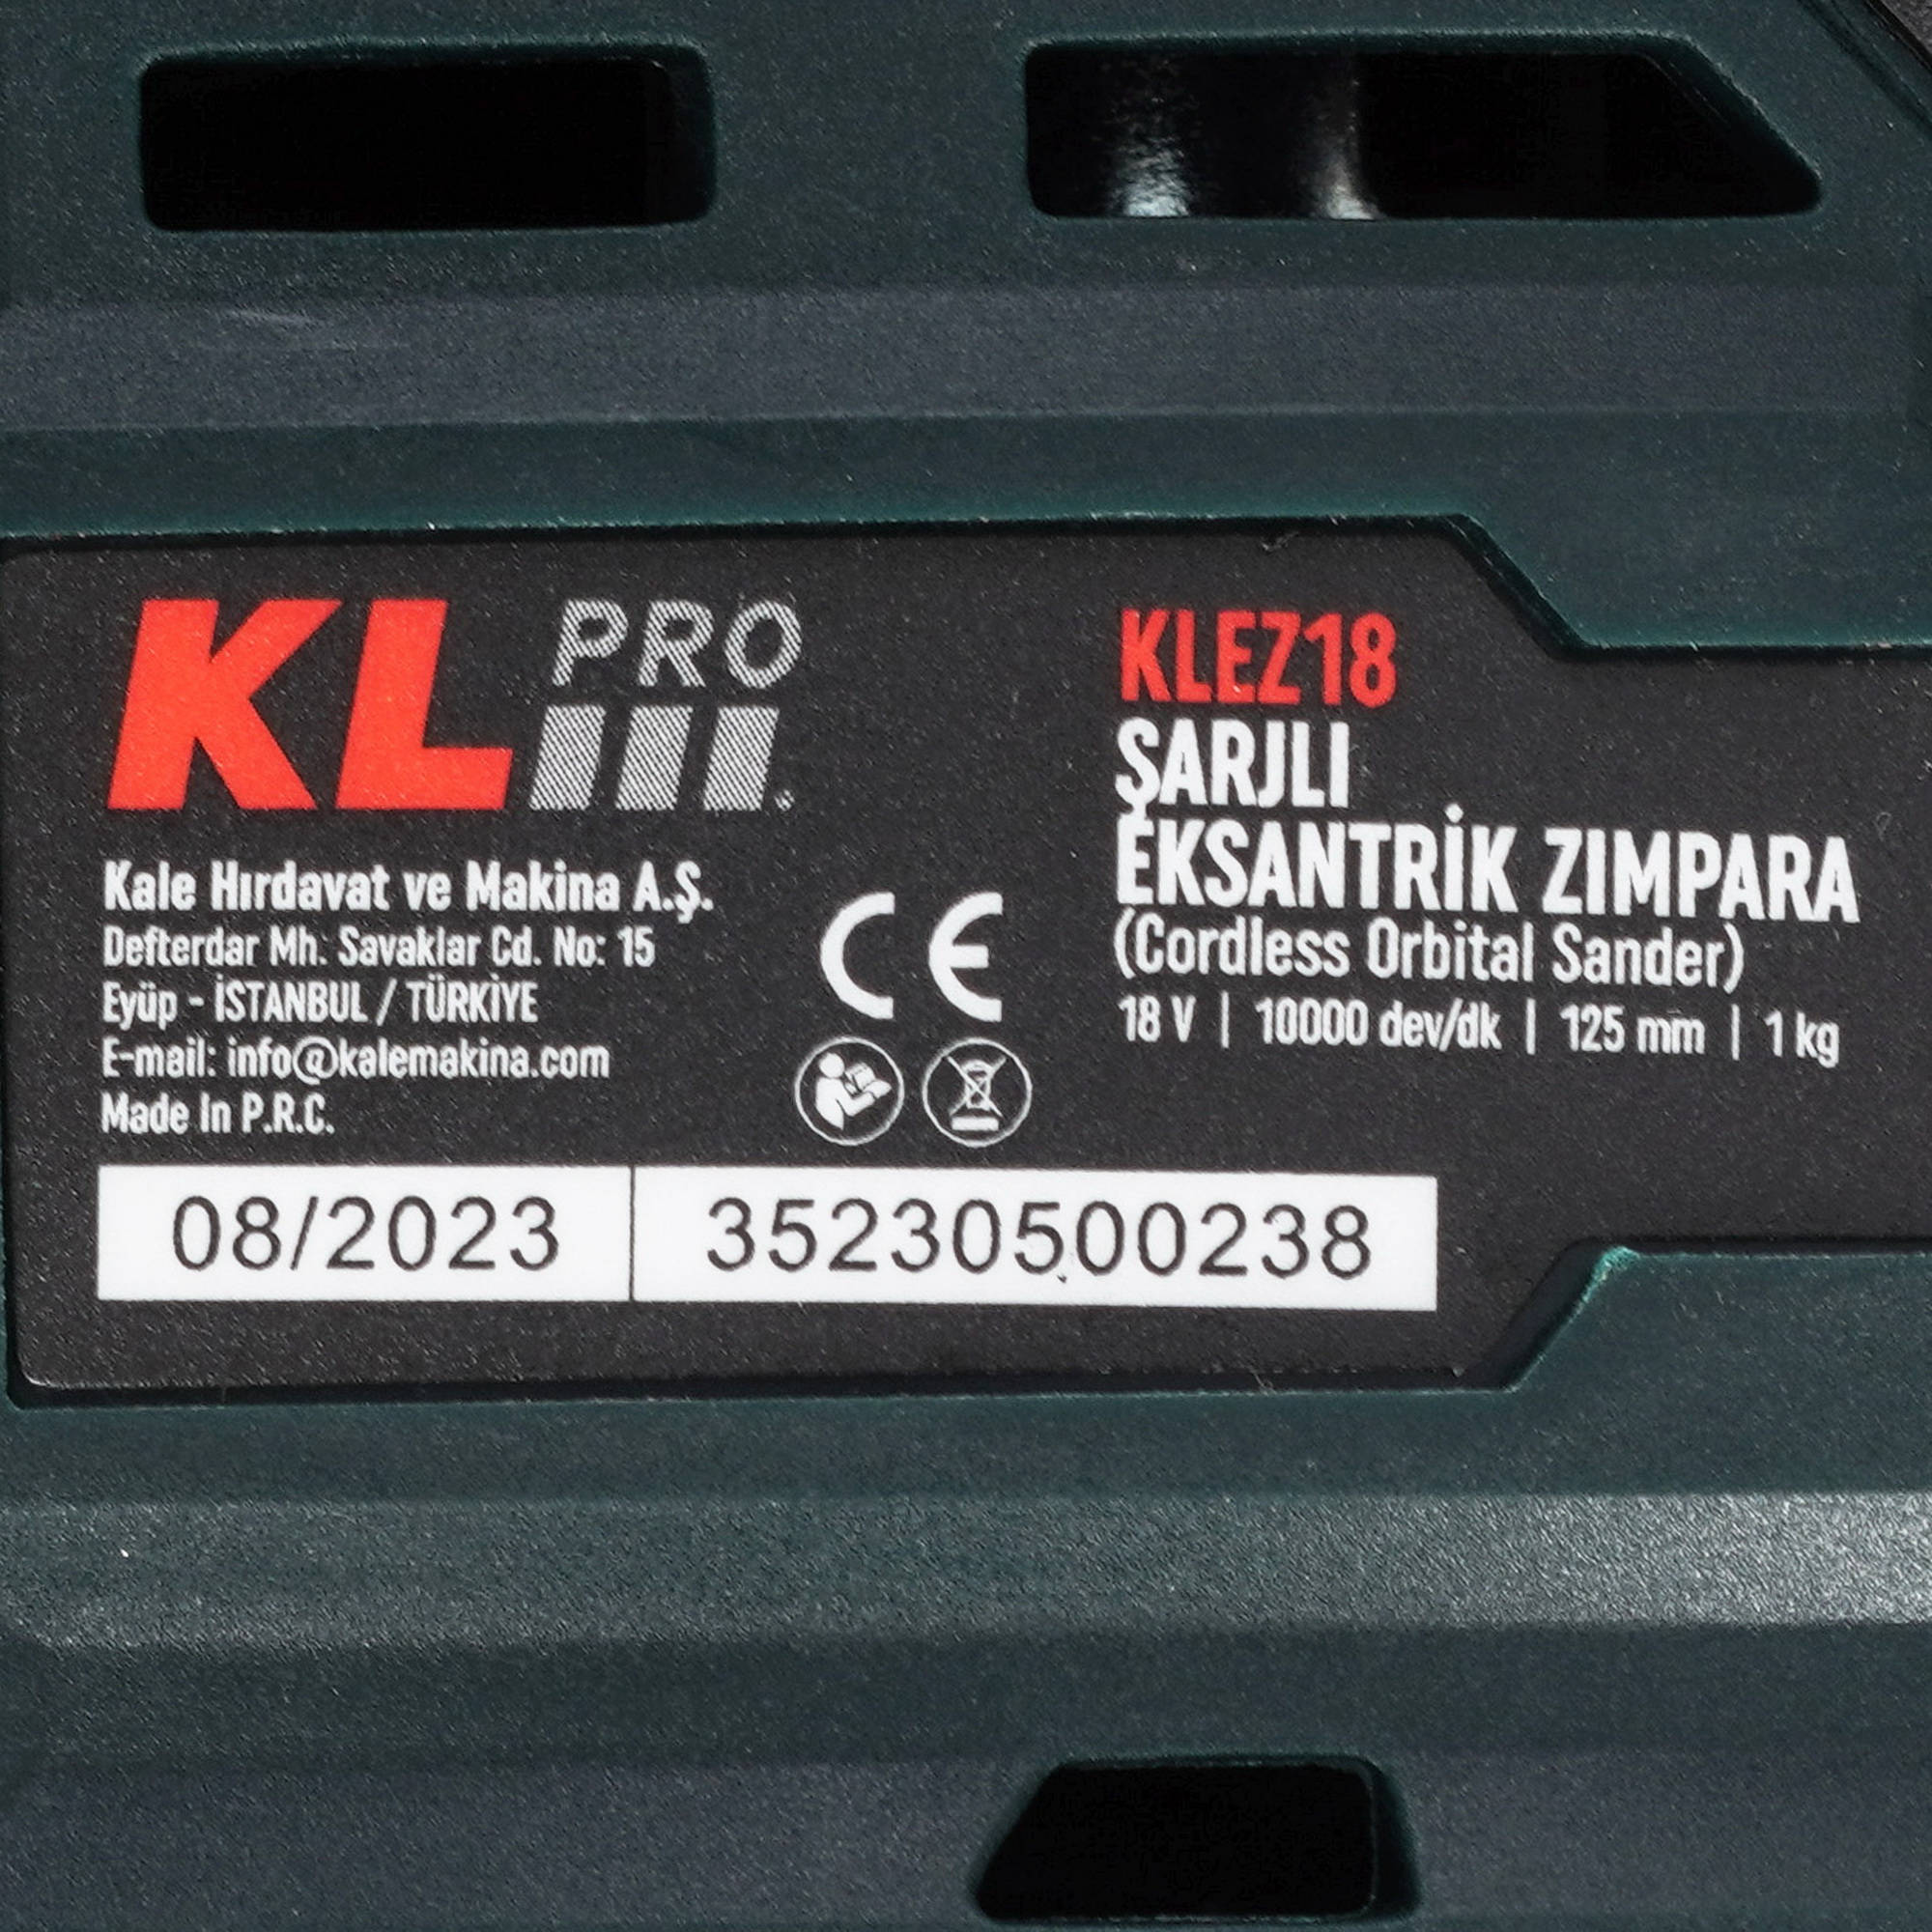 KL PRO
Kale Hırdavat ve Makina A.Ş.
Defterdar Mh. Savaklar Cd. No: 15
Eyüp - İSTANBUL / TÜRKİYE
E-mail: info@kalemakina.com
Made In P.R.C.
CE
KLEZ18
ŞARJLI
EKSANTRİK ZIMPARA
(Cordless Orbital Sander)
18 V | 10000 dev/dk | 125 mm | 1 kg
08/2023 35230500238